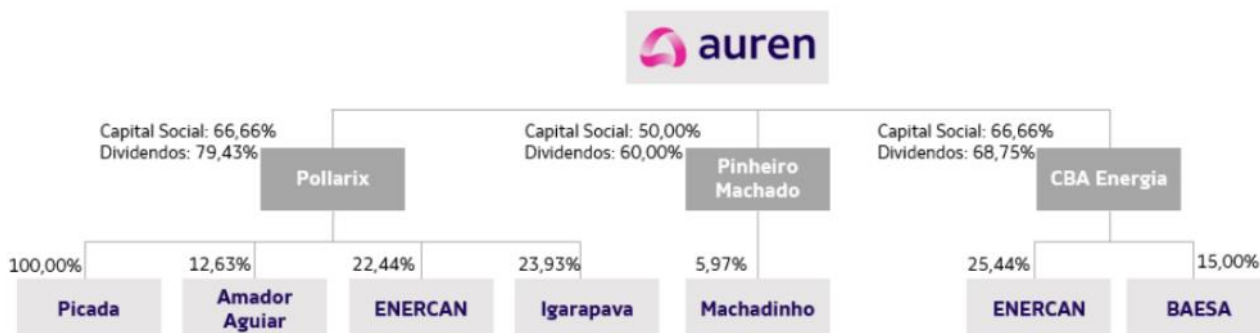 auren
Capital Social: 66,66%
Dividendos: 79,43%
Pollarix
Capital Social: 50,00%
Dividendos: 60,00%
Pinheiro
Machado
Capital Social: 66,66%
Dividendos: 68,75%
CBA Energia
100,00%
Picada
12,63%
Amador
Aguiar
22,44%
ENERCAN
23,93%
Igarapava
5,97%
Machadinho
25,44%
ENERCAN
15,00%
BAESA